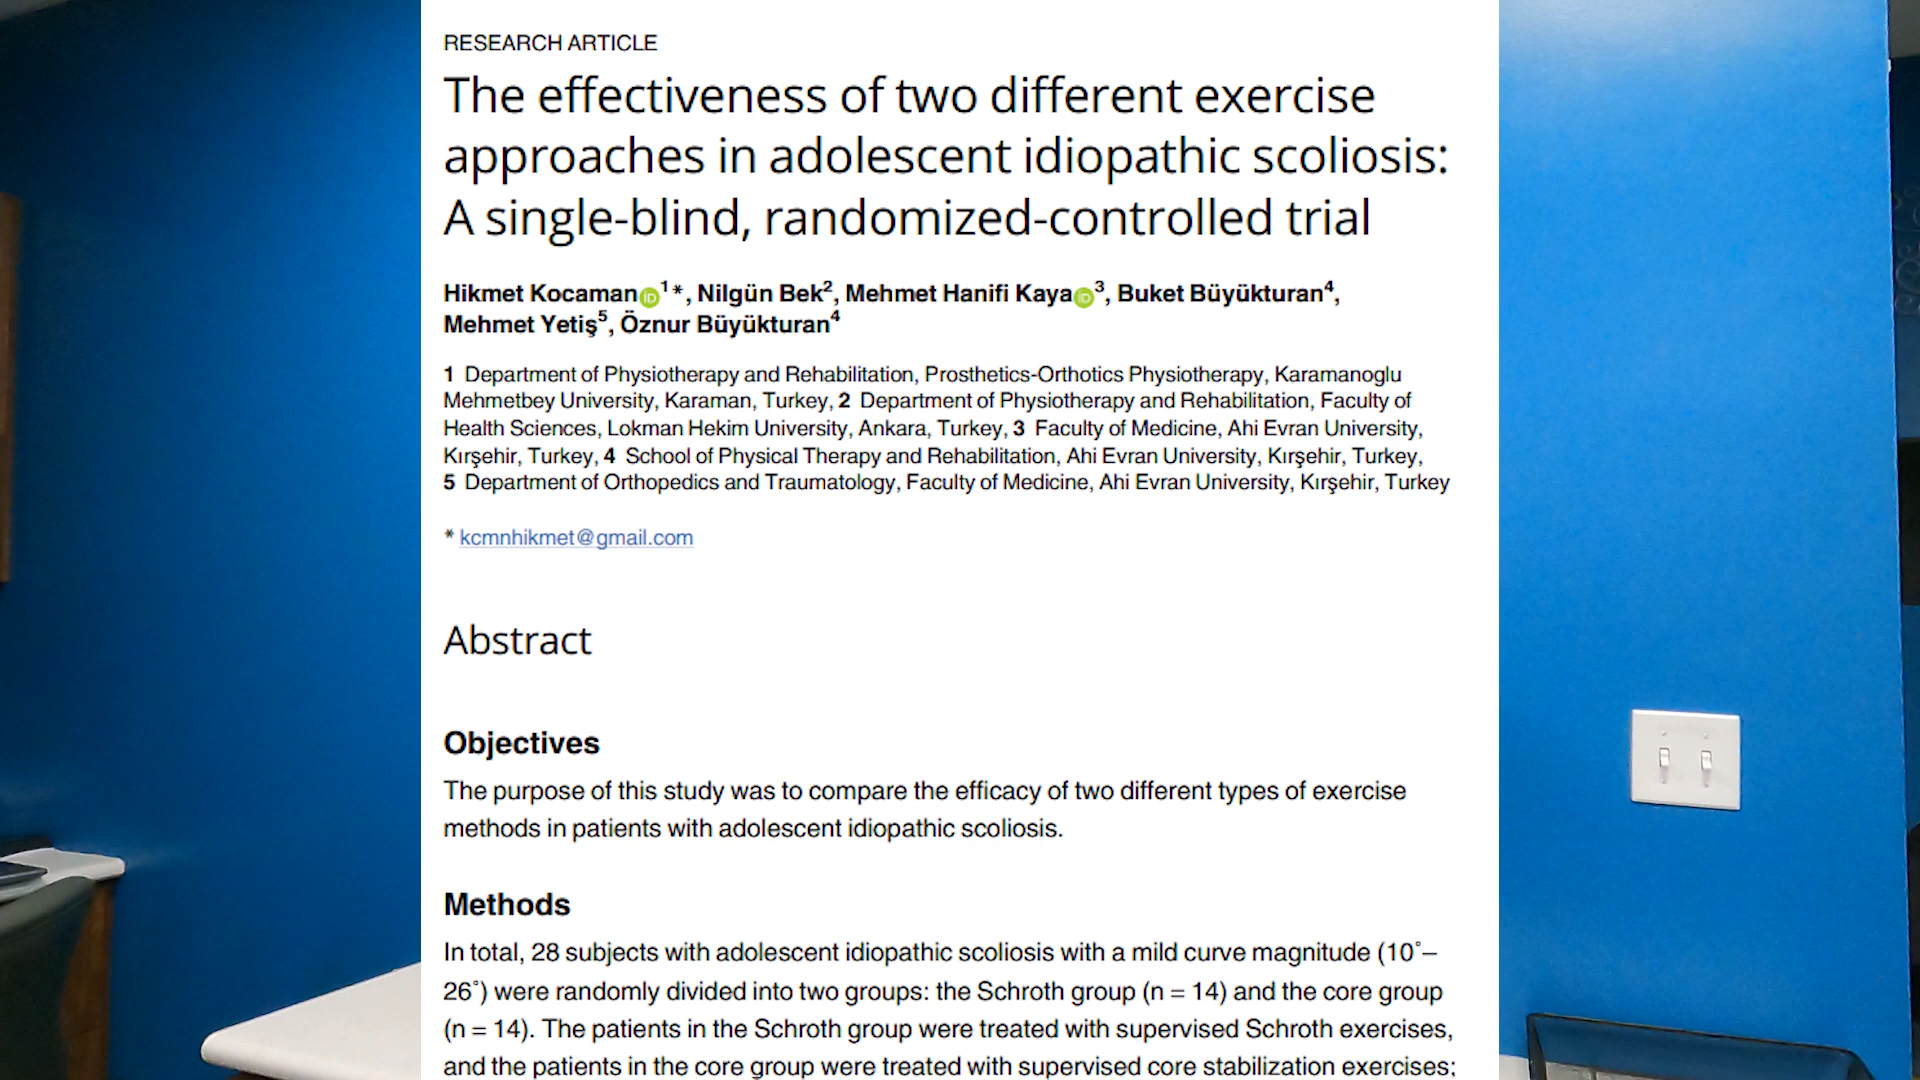 RESEARCH ARTICLE
The effectiveness of two different exercise
approaches in adolescent idiopathic scoliosis:
A single-blind, randomized-controlled trial
Hikmet Kocaman iD 1*, Nilgün Bek2, Mehmet Hanifi Kaya iD 3, Buket Büyükturan4,
Mehmet Yetiş5, Öznur Büyükturan4
1 Department of Physiotherapy and Rehabilitation, Prosthetics-Orthotics Physiotherapy, Karamanoglu
Mehmetbey University, Karaman, Turkey, 2 Department of Physiotherapy and Rehabilitation, Faculty of
Health Sciences, Lokman Hekim University, Ankara, Turkey, 3 Faculty of Medicine, Ahi Evran University,
Kırşehir, Turkey, 4 School of Physical Therapy and Rehabilitation, Ahi Evran University, Kırşehir, Turkey,
5 Department of Orthopedics and Traumatology, Faculty of Medicine, Ahi Evran University, Kırşehir, Turkey
* kcmnhikmet@gmail.com
Abstract
Objectives
The purpose of this study was to compare the efficacy of two different types of exercise
methods in patients with adolescent idiopathic scoliosis.
Methods
In total, 28 subjects with adolescent idiopathic scoliosis with a mild curve magnitude (10˚–
26˚) were randomly divided into two groups: the Schroth group (n = 14) and the core group
(n = 14). The patients in the Schroth group were treated with supervised Schroth exercises,
and the patients in the core group were treated with supervised core stabilization exercises;